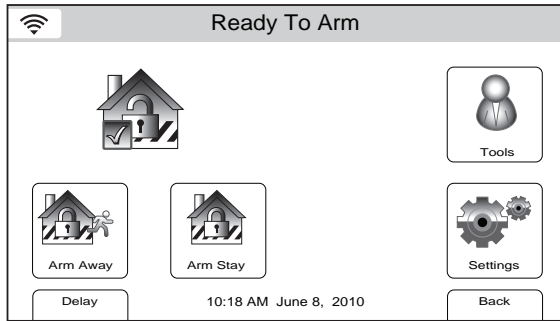 Ready To Arm
Tools
Arm Away
Arm Stay
Settings
Delay
10:18 AM June 8, 2010
Back